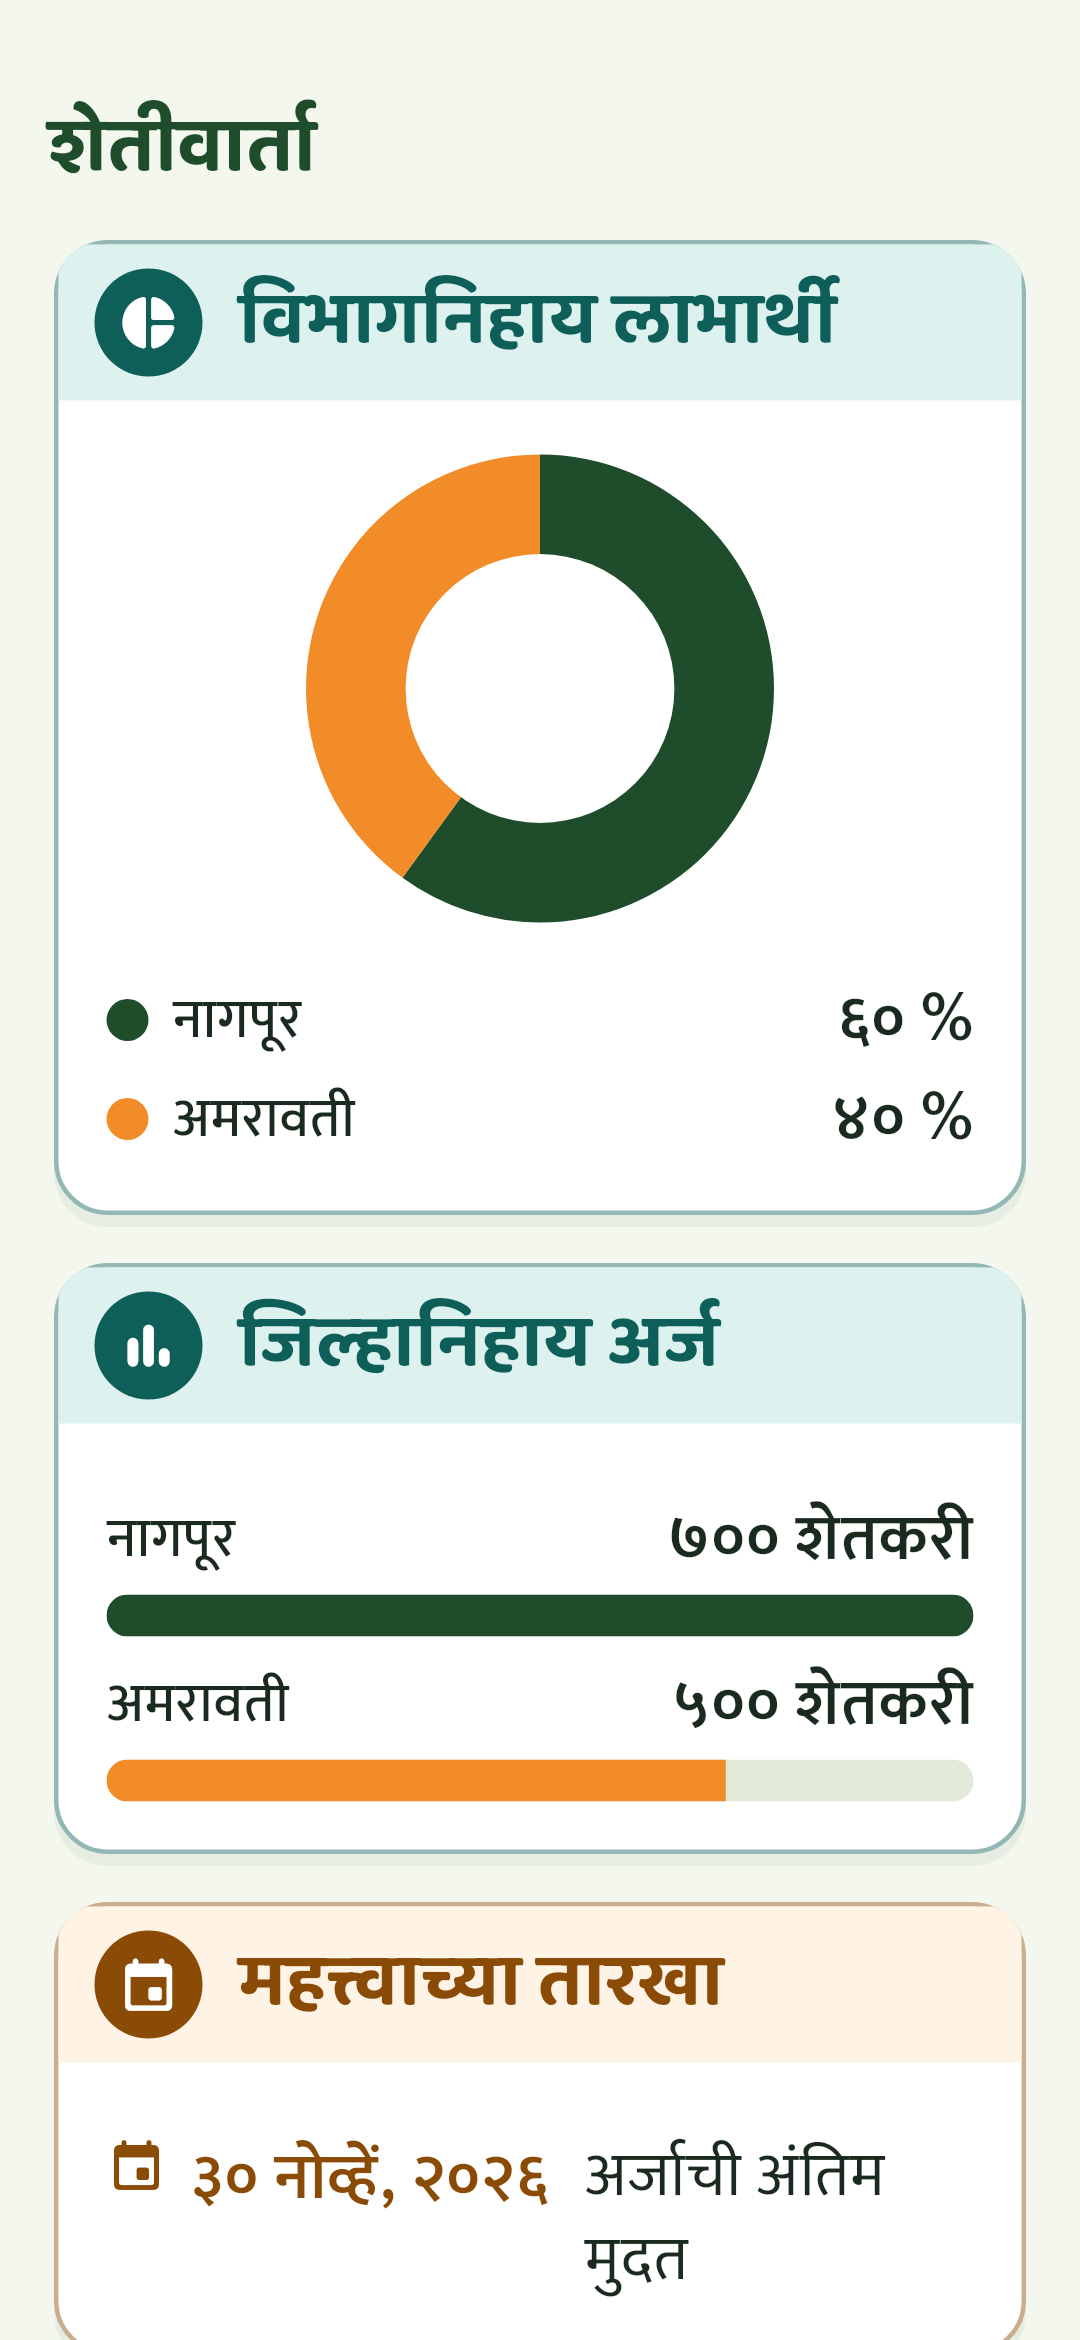 शेतीवार्ता
विभागनिहाय लाभार्थी
नागपूर ६० %
अमरावती ४० %
जिल्हानिहाय अर्ज
नागपूर ७०० शेतकरी
अमरावती ५०० शेतकरी
महत्त्वाच्या तारखा
३० नोव्हें, २०२६ अर्जाची अंतिम
मुदत